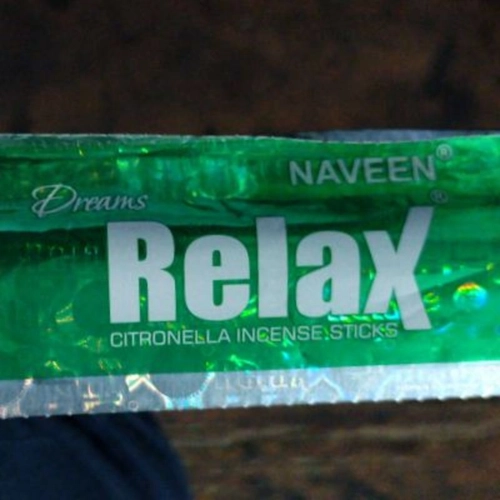 NAVEEN®
Dreams
RelaX®
CITRONELLA INCENSE STICKS